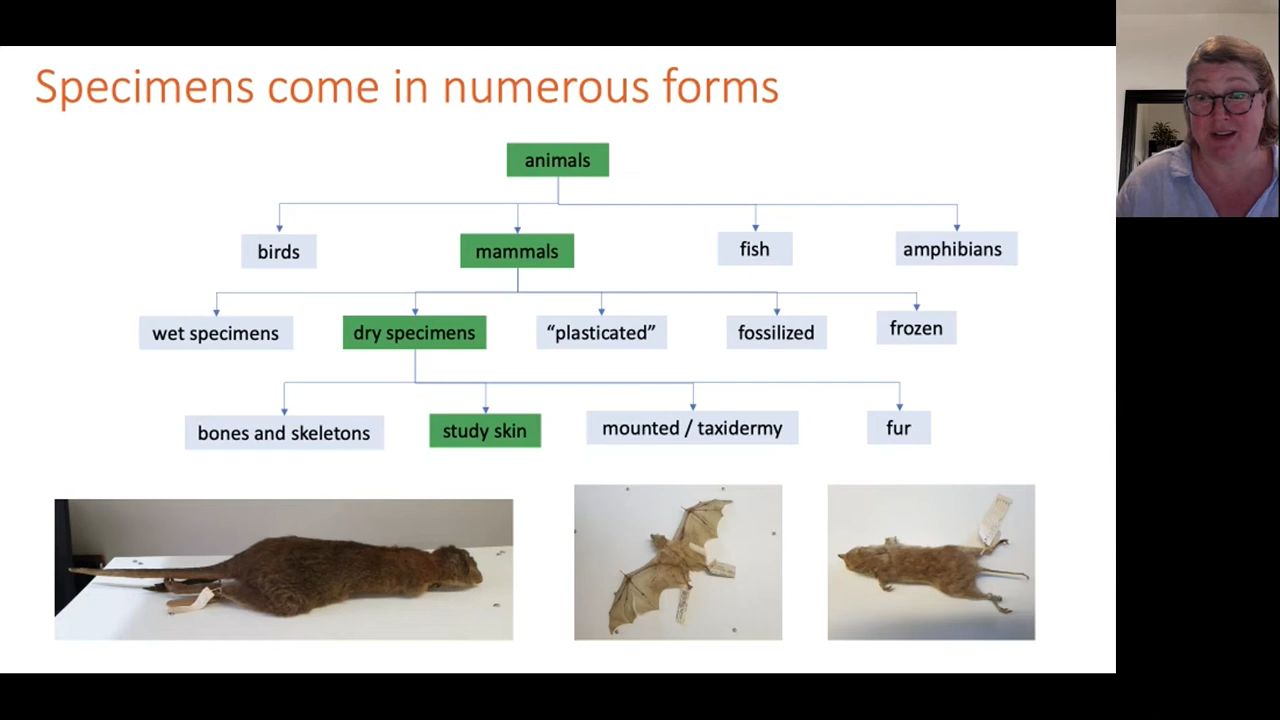 Specimens come in numerous forms
animals
birds
mammals
fish
amphibians
wet specimens
dry specimens
“plasticated”
fossilized
frozen
bones and skeletons
study skin
mounted / taxidermy
fur